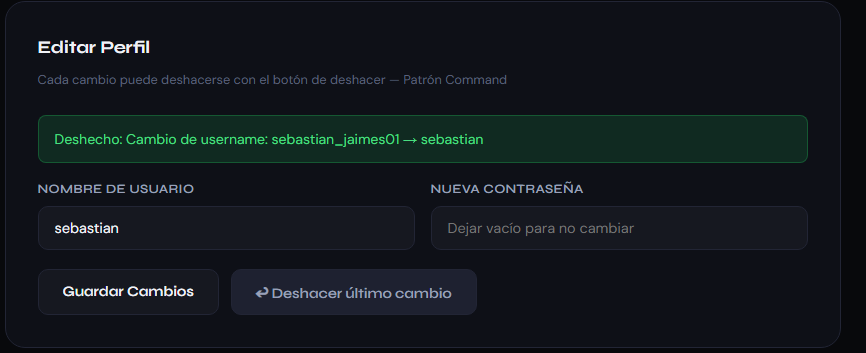 Editar Perfil
Cada cambio puede deshacerse con el botón de deshacer — Patrón Command
Deshecho: Cambio de username: sebastian_jaimes01 → sebastian
NOMBRE DE USUARIO
NUEVA CONTRASEÑA
sebastian
Dejar vacío para no cambiar
Guardar Cambios
↩ Deshacer último cambio